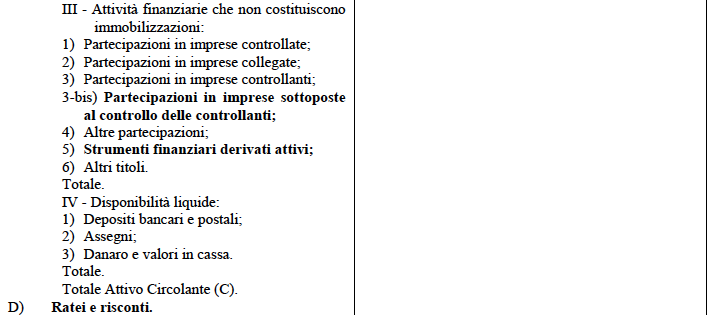 III - Attività finanziarie che non costituiscono
immobilizzazioni:
1) Partecipazioni in imprese controllate;
2) Partecipazioni in imprese collegate;
3) Partecipazioni in imprese controllanti;
3-bis) Partecipazioni in imprese sottoposte
al controllo delle controllanti;
4) Altre partecipazioni;
5) Strumenti finanziari derivati attivi;
6) Altri titoli.
Totale.
IV - Disponibilità liquide:
1) Depositi bancari e postali;
2) Assegni;
3) Danaro e valori in cassa.
Totale.
Totale Attivo Circolante (C).
D) Ratei e risconti.